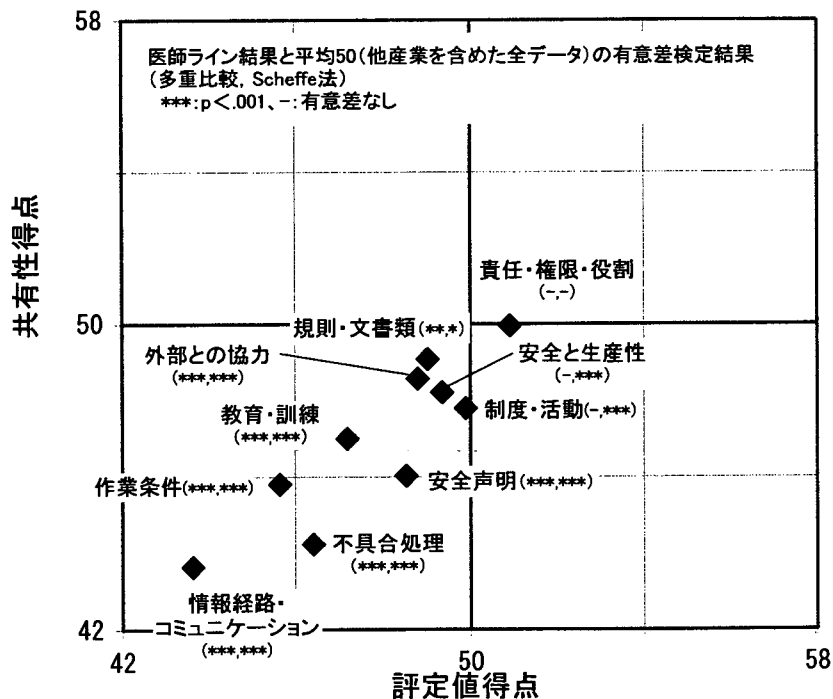 58
医師ライン結果と平均50(他産業を含めた全データ)の有意差検定結果
(多重比較, Scheffe法)
***:p<.001、-:有意差なし
共有性得点
責任・権限・役割
(-,-)
50
規則・文書類(**,*)
外部との協力
(***,***)
安全と生産性
(-,***)
制度・活動(-,***)
教育・訓練
(***,***)
作業条件(***,***)
安全声明(***,***)
不具合処理
(***,***)
情報経路・
コミュニケーション
(***,***)
42
42
50
58
評定値得点